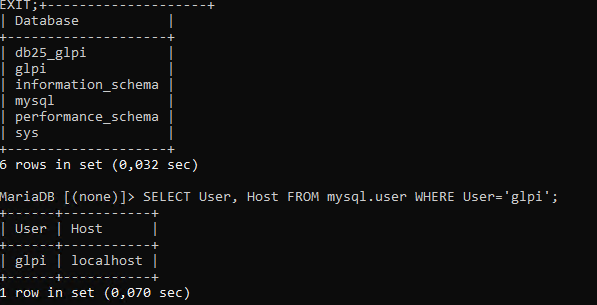 EXIT;+--------------------+
| Database           |
+--------------------+
| db25_glpi          |
| glpi               |
| information_schema |
| mysql              |
| performance_schema |
| sys                |
+--------------------+
6 rows in set (0,032 sec)

MariaDB [(none)]> SELECT User, Host FROM mysql.user WHERE User='glpi';
+------+-----------+
| User | Host      |
+------+-----------+
| glpi | localhost |
+------+-----------+
1 row in set (0,070 sec)